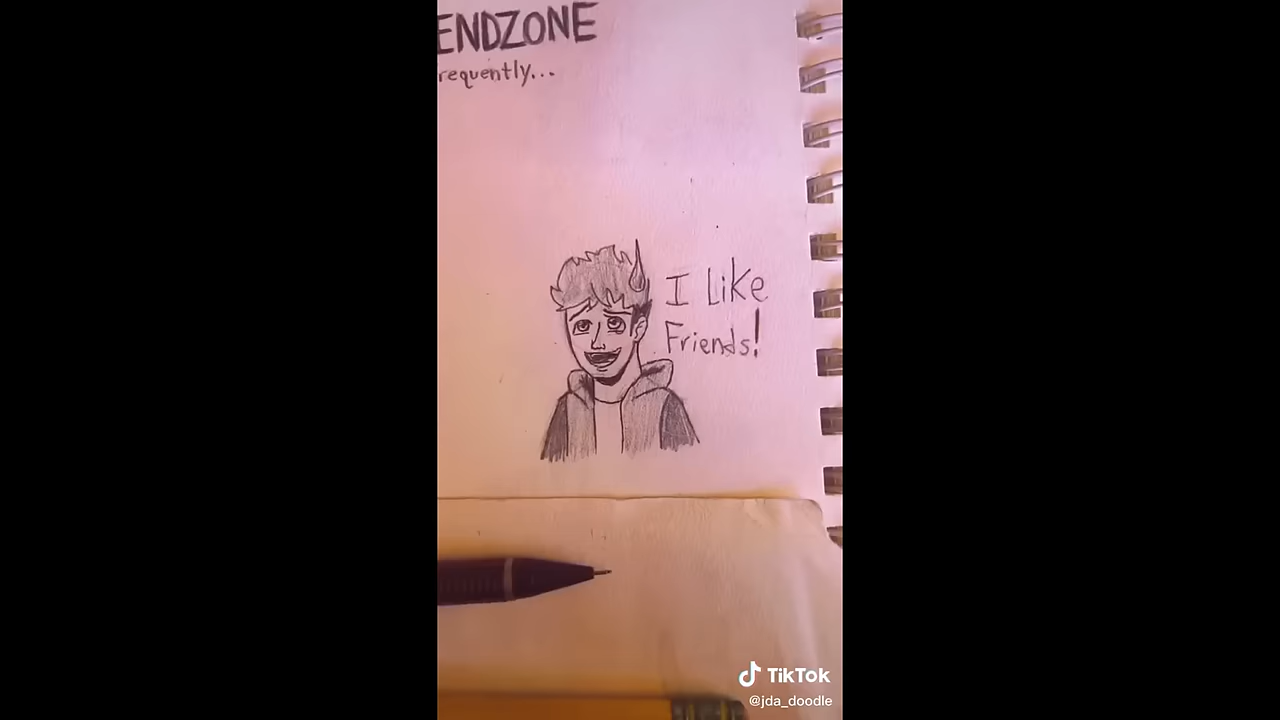 ENDZONE
requently...
I Like
Friends!
TikTok
@jda_doodle